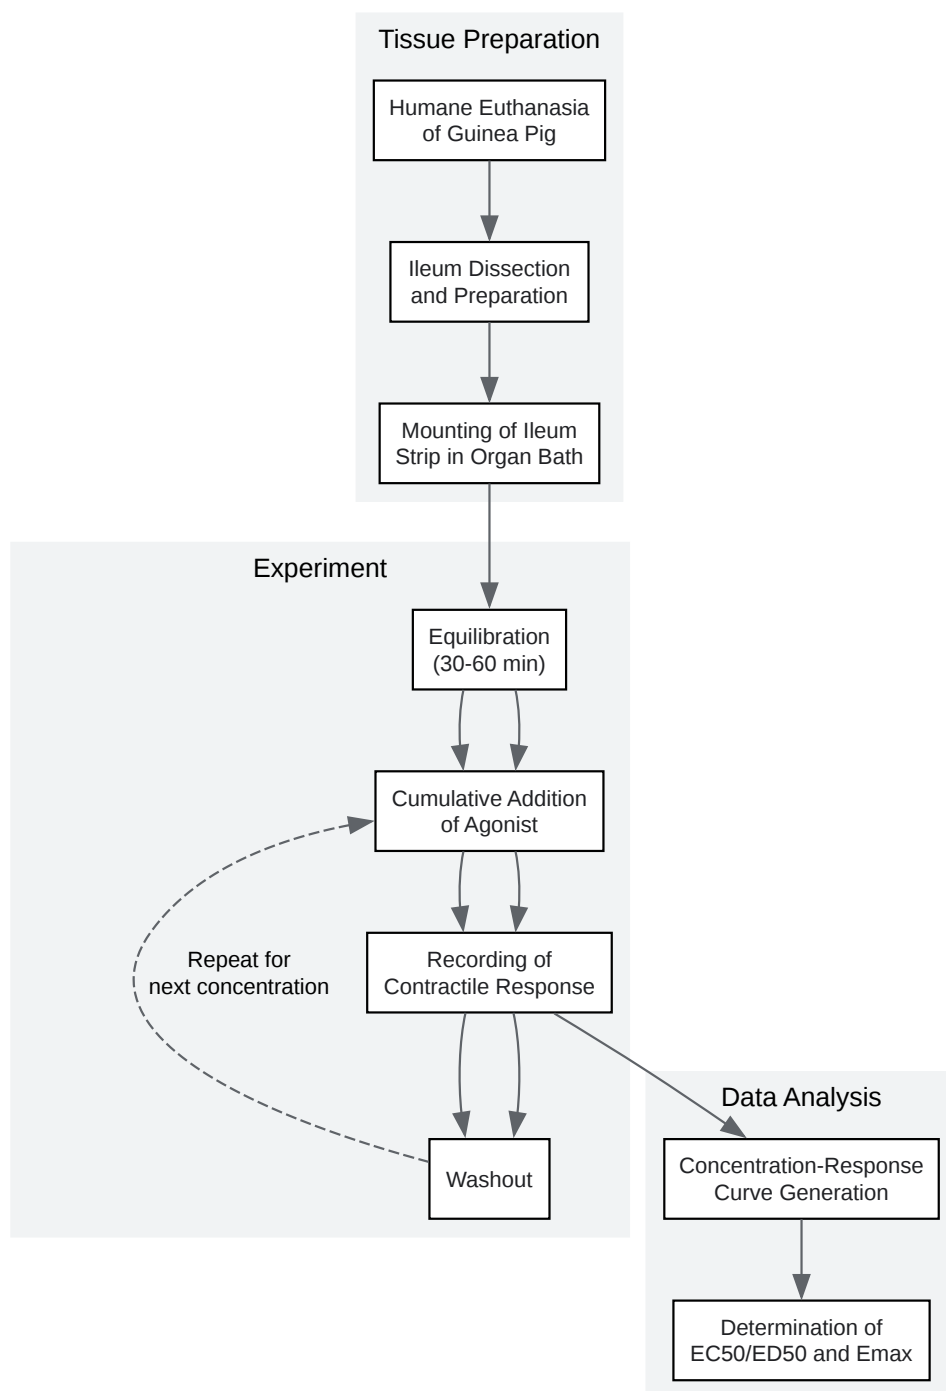 Tissue Preparation
Humane Euthanasia
of Guinea Pig
Ileum Dissection
and Preparation
Mounting of Ileum
Strip in Organ Bath
Experiment
Equilibration
(30-60 min)
Cumulative Addition
of Agonist
Repeat for
next concentration
Recording of
Contractile Response
Washout
Data Analysis
Concentration-Response
Curve Generation
Determination of
EC50/ED50 and Emax